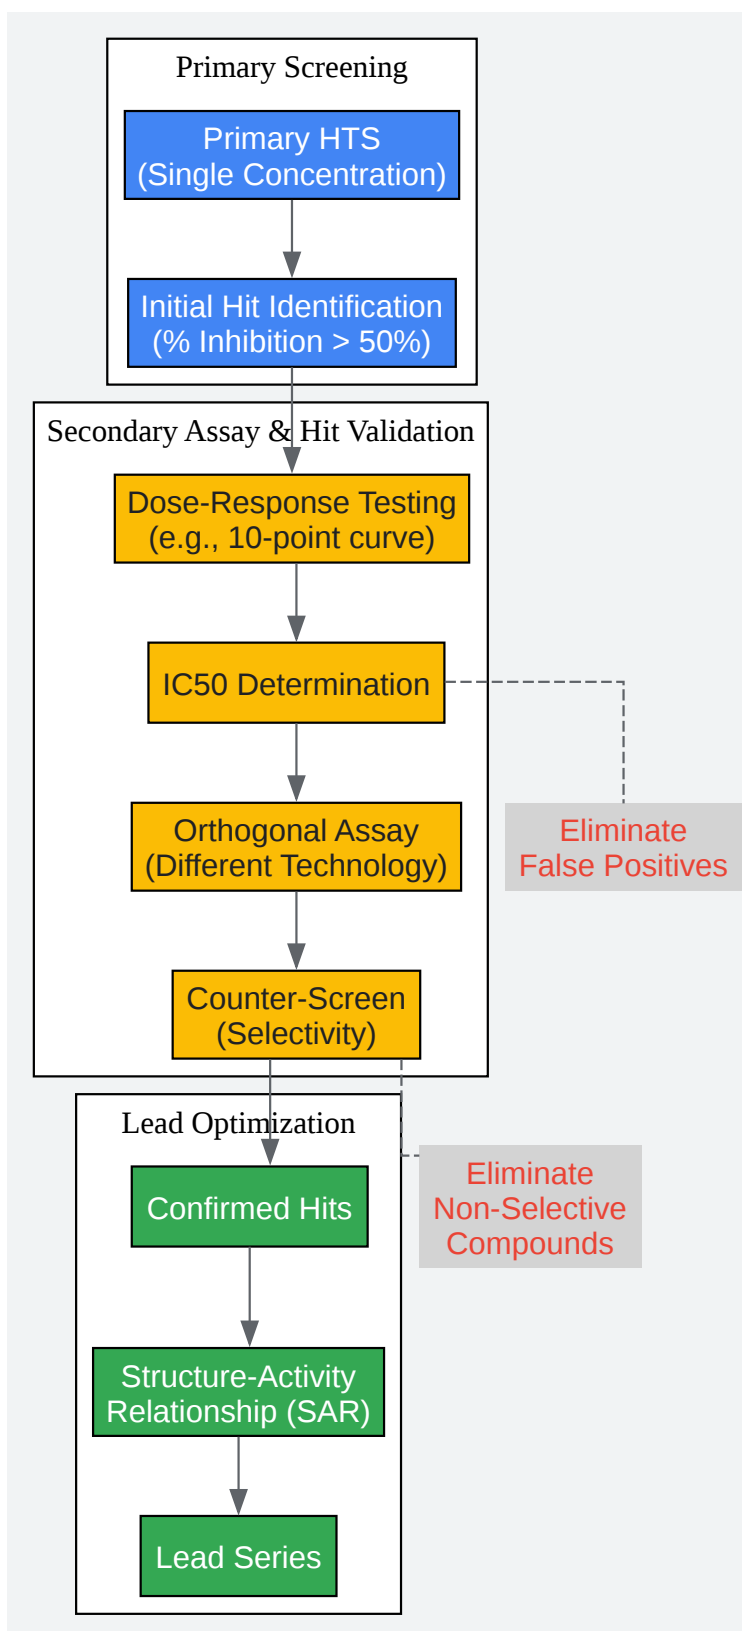 Primary Screening
Primary HTS
(Single Concentration)
Initial Hit Identification
(% Inhibition > 50%)
Secondary Assay & Hit Validation
Dose-Response Testing
(e.g., 10-point curve)
IC50 Determination
Orthogonal Assay
(Different Technology)
Eliminate
False Positives
Counter-Screen
(Selectivity)
Lead Optimization
Confirmed Hits
Eliminate
Non-Selective
Compounds
Structure-Activity
Relationship (SAR)
Lead Series